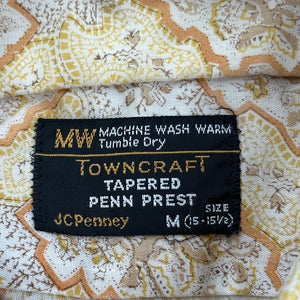 MW MACHINE WASH WARM
Tumble Dry
TOWNCRAFT
TAPERED
PENN PREST
JCPenney M SIZE (15-15½)